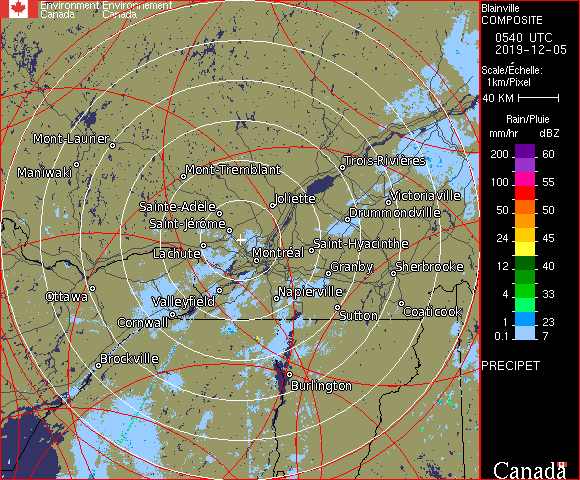 Environment Environnement
Canada Canada
Blainville
COMPOSITE
0540 UTC
2019-12-05
Scale/Échelle:
1km/Pixel
40 KM
Rain/Pluie
mm/hr dBZ
200 60
100 55
50 50
24 45
12 40
4 33
1 23
0.1 7
PRECIPET
Canada
Mont-Laurier
Maniwaki
Mont-Tremblant
Trois-Rivières
Sainte-Adèle
Joliette
Victoriaville
Saint-Jérôme
Drummondville
Lachute
Montréal
Saint-Hyacinthe
Granby
Sherbrooke
Ottawa
Valleyfield
Napierville
Cornwall
Sutton
Coaticook
Brockville
Burlington